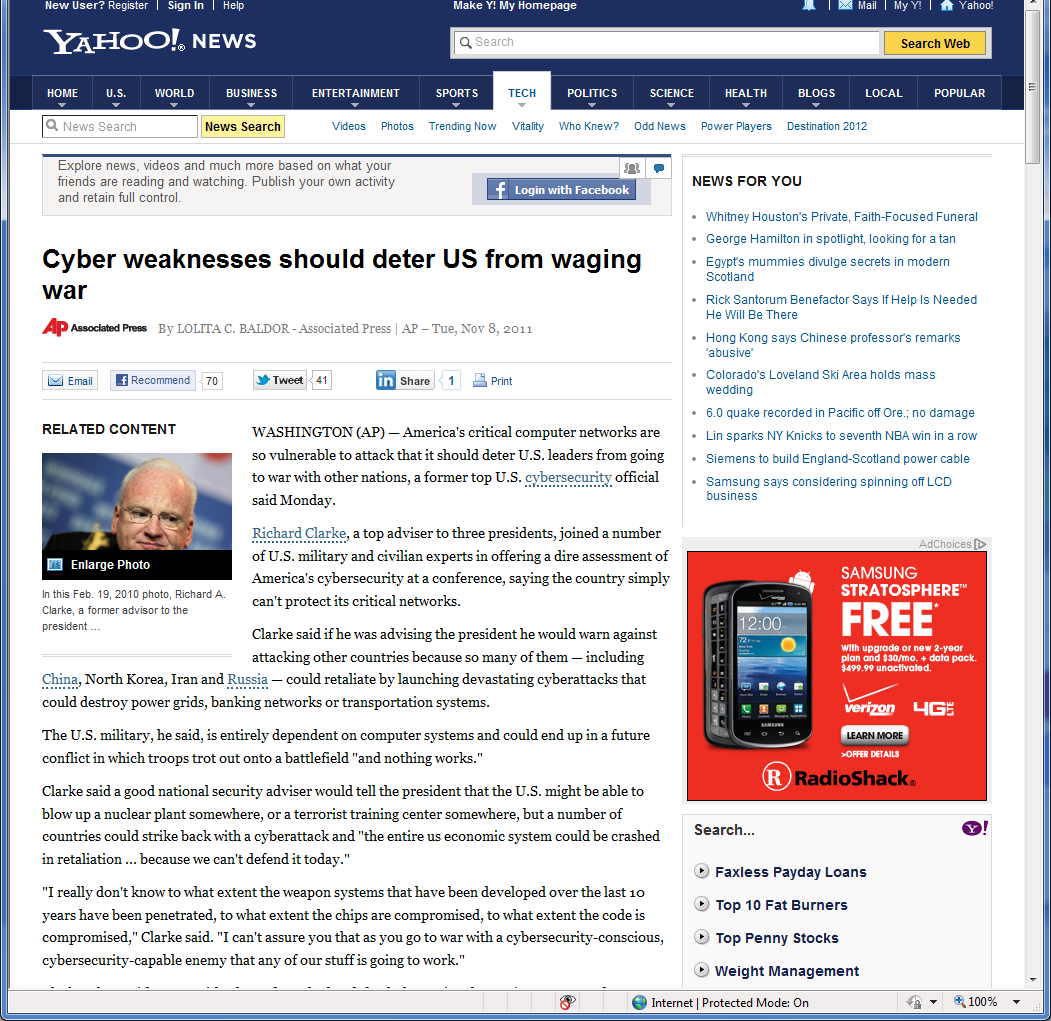 New User? Register | Sign In | Help
Make Y! My Homepage
Mail | My Y! | Yahoo!
YAHOO!® NEWS
Search
Search Web
HOME U.S. WORLD BUSINESS ENTERTAINMENT SPORTS TECH POLITICS SCIENCE HEALTH BLOGS LOCAL POPULAR
News Search
News Search
Videos Photos Trending Now Vitality Who Knew? Odd News Power Players Destination 2012
Explore news, videos and much more based on what your
friends are reading and watching. Publish your own activity
and retain full control.
f Login with Facebook
Cyber weaknesses should deter US from waging
war
AP Associated Press By LOLITA C. BALDOR - Associated Press | AP – Tue, Nov 8, 2011
Email f Recommend 70 Tweet 41 in Share 1 Print
RELATED CONTENT
Enlarge Photo
In this Feb. 19, 2010 photo, Richard A.
Clarke, a former advisor to the
president ...
WASHINGTON (AP) — America's critical computer networks are
so vulnerable to attack that it should deter U.S. leaders from going
to war with other nations, a former top U.S. cybersecurity official
said Monday.
Richard Clarke, a top adviser to three presidents, joined a number
of U.S. military and civilian experts in offering a dire assessment of
America's cybersecurity at a conference, saying the country simply
can't protect its critical networks.
Clarke said if he was advising the president he would warn against
attacking other countries because so many of them — including
China, North Korea, Iran and Russia — could retaliate by launching devastating cyberattacks that
could destroy power grids, banking networks or transportation systems.
The U.S. military, he said, is entirely dependent on computer systems and could end up in a future
conflict in which troops trot out onto a battlefield "and nothing works."
Clarke said a good national security adviser would tell the president that the U.S. might be able to
blow up a nuclear plant somewhere, or a terrorist training center somewhere, but a number of
countries could strike back with a cyberattack and "the entire us economic system could be crashed
in retaliation ... because we can't defend it today."
"I really don't know to what extent the weapon systems that have been developed over the last 10
years have been penetrated, to what extent the chips are compromised, to what extent the code is
compromised," Clarke said. "I can't assure you that as you go to war with a cybersecurity-conscious,
cybersecurity-capable enemy that any of our stuff is going to work."
NEWS FOR YOU
Whitney Houston's Private, Faith-Focused Funeral
George Hamilton in spotlight, looking for a tan
Egypt's mummies divulge secrets in modern
Scotland
Rick Santorum Benefactor Says If Help Is Needed
He Will Be There
Hong Kong says Chinese professor's remarks
'abusive'
Colorado's Loveland Ski Area holds mass
wedding
6.0 quake recorded in Pacific off Ore.; no damage
Lin sparks NY Knicks to seventh NBA win in a row
Siemens to build England-Scotland power cable
Samsung says considering spinning off LCD
business
AdChoices
SAMSUNG
STRATOSPHERE™
FREE*
With upgrade or new 2-year
plan and $30/mo. + data pack.
$499.99 unactivated.
verizon 4G LTE
LEARN MORE
>OFFER DETAILS
12:00
SAMSUNG
R RadioShack.
Search... Y!
Faxless Payday Loans
Top 10 Fat Burners
Top Penny Stocks
Weight Management
Internet | Protected Mode: On
100%